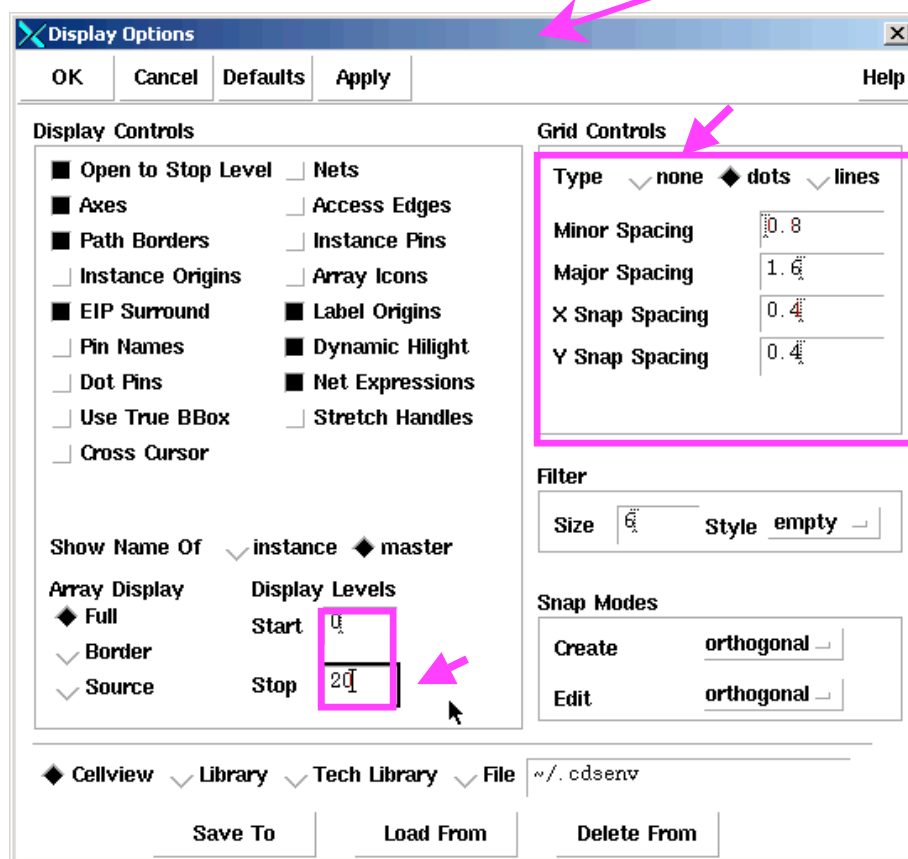 Display Options
OK Cancel Defaults Apply Help
Display Controls
Open to Stop Level Nets
Axes Access Edges
Path Borders Instance Pins
Instance Origins Array Icons
EIP Surround Label Origins
Pin Names Dynamic Hilight
Dot Pins Net Expressions
Use True BBox Stretch Handles
Cross Cursor
Show Name Of instance master
Array Display
Full
Border
Source
Display Levels
Start 0
Stop 20
Grid Controls
Type none dots lines
Minor Spacing 0.8
Major Spacing 1.6
X Snap Spacing 0.4
Y Snap Spacing 0.4
Filter
Size 6 Style empty
Snap Modes
Create orthogonal
Edit orthogonal
Cellview Library Tech Library File ~/.cdsenv
Save To Load From Delete From